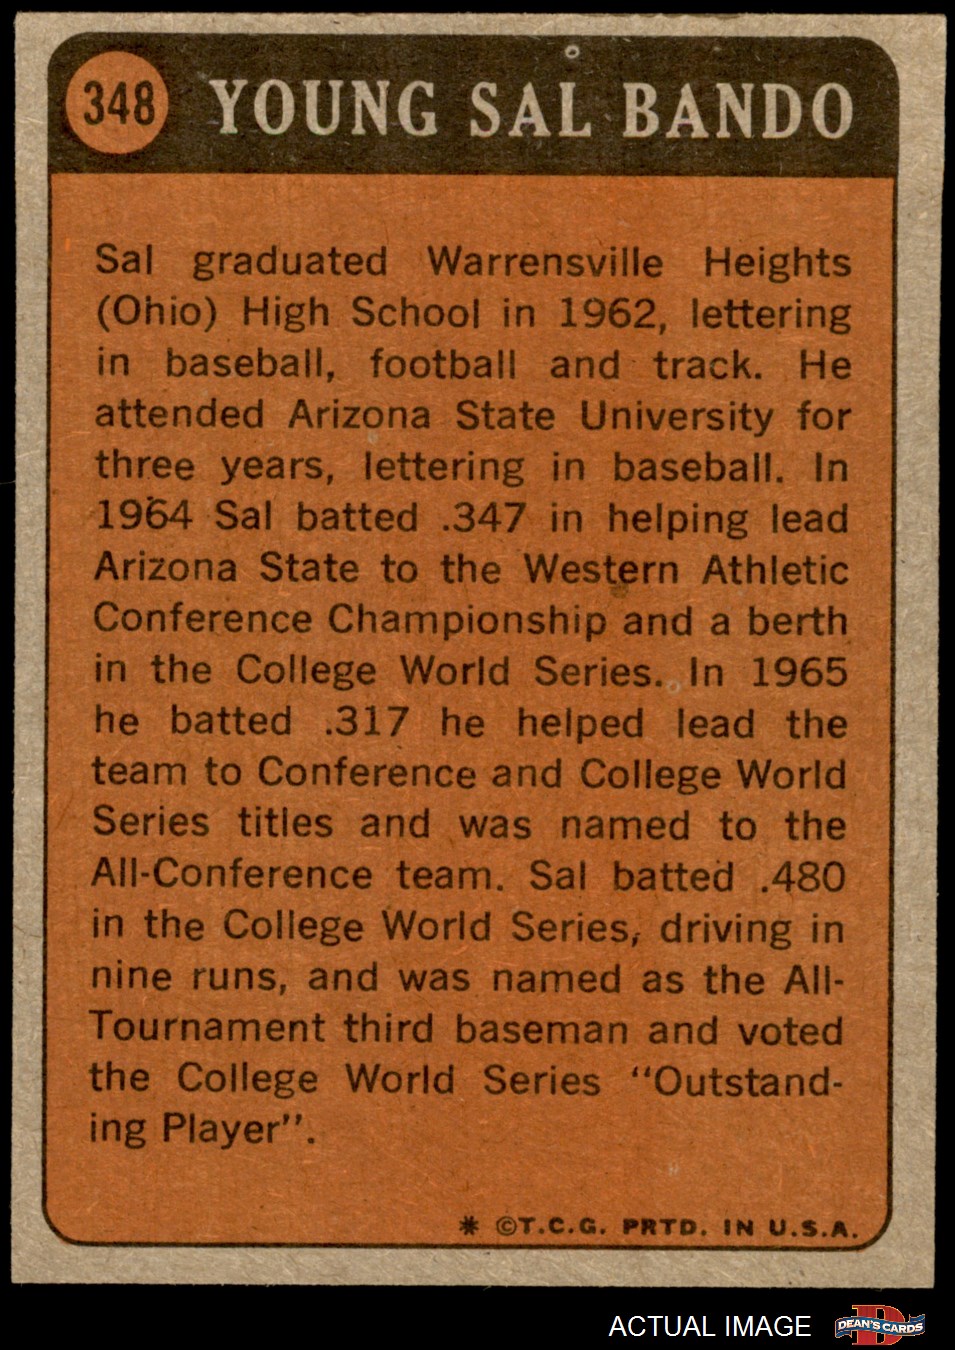 348 YOUNG SAL BANDO
Sal graduated Warrensville Heights
(Ohio) High School in 1962, lettering
in baseball, football and track. He
attended Arizona State University for
three years, lettering in baseball. In
1964 Sal batted .347 in helping lead
Arizona State to the Western Athletic
Conference Championship and a berth
in the College World Series. In 1965
he batted .317 he helped lead the
team to Conference and College World
Series titles and was named to the
All-Conference team. Sal batted .480
in the College World Series, driving in
nine runs, and was named as the All-
Tournament third baseman and voted
the College World Series “Outstand-
ing Player”.
* ©T.C.G. PRTD. IN U.S.A.
ACTUAL IMAGE
D
DEAN'S CARDS